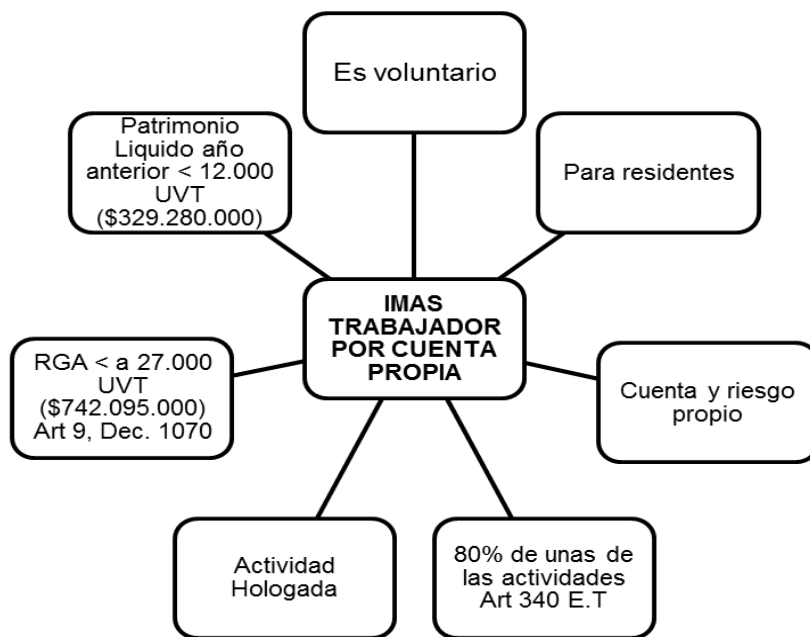 Es voluntario
Patrimonio
Liquido año
anterior < 12.000
UVT
($329.280.000)
Para residentes
IMAS
TRABAJADOR
POR CUENTA
PROPIA
RGA < a 27.000
UVT
($742.095.000)
Art 9, Dec. 1070
Cuenta y riesgo
propio
Actividad
Hologada
80% de unas de
las actividades
Art 340 E.T